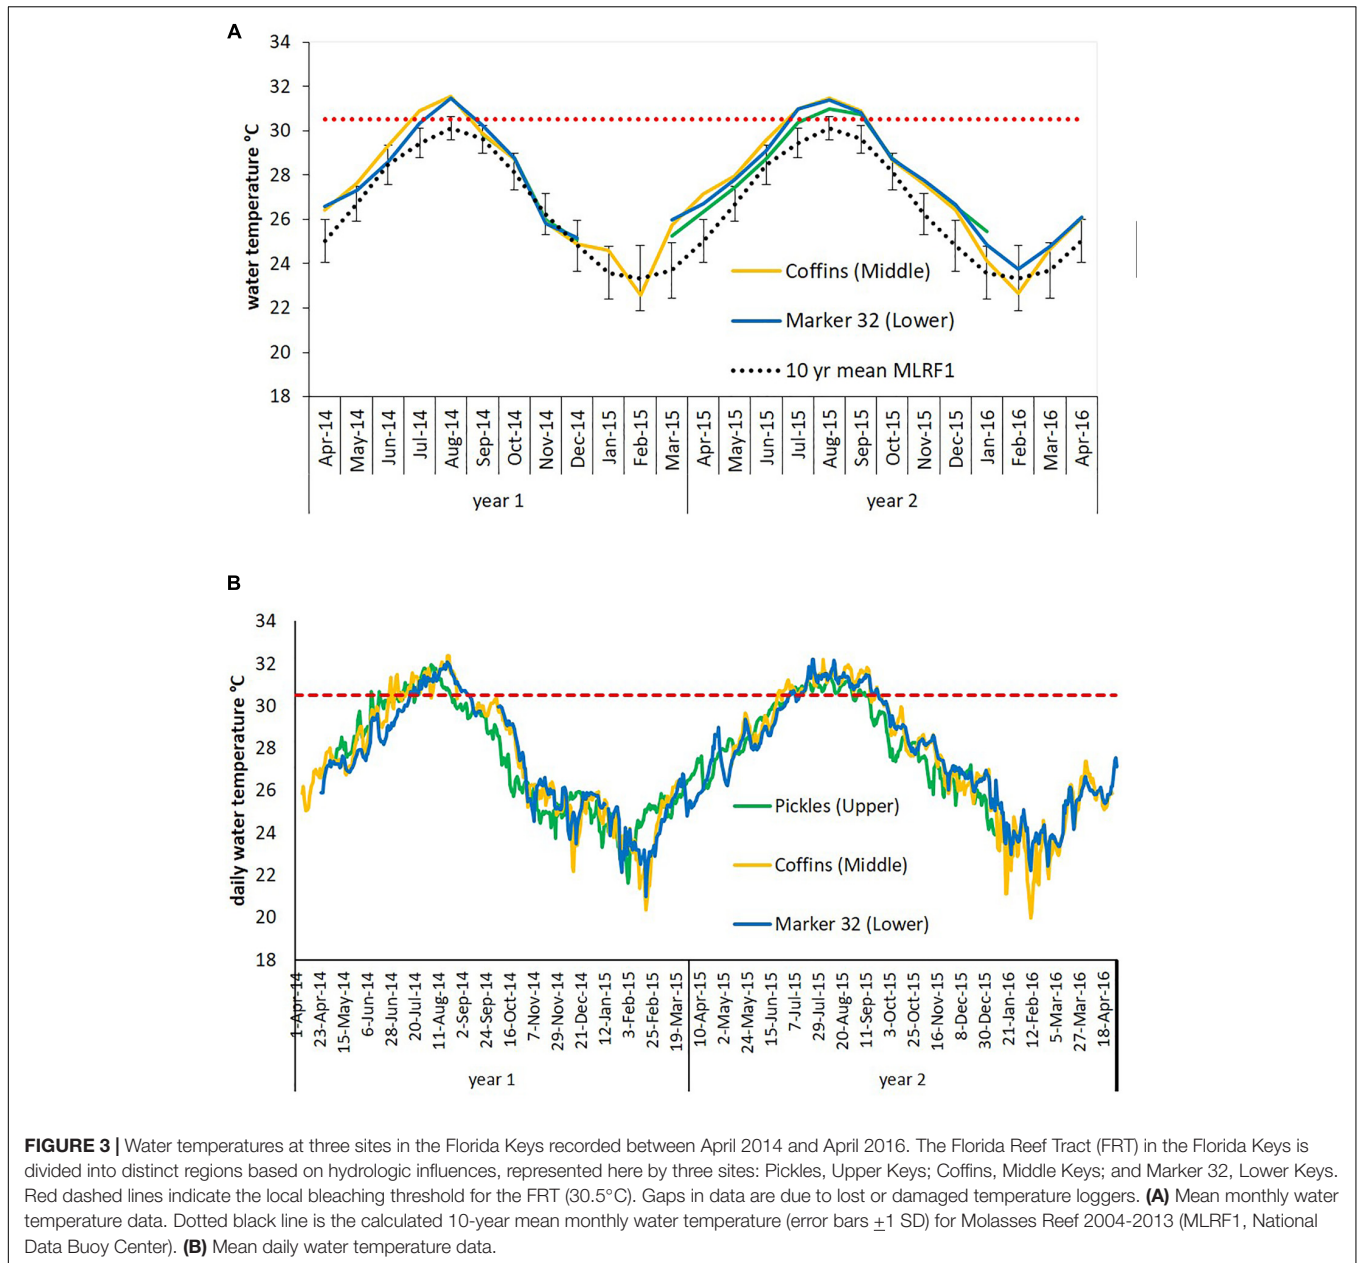 A
34
32
30
28
26
24
22
20
18
water temperature °C
Coffins (Middle)
Marker 32 (Lower)
10 yr mean MLRF1
Apr-14 May-14 Jun-14 Jul-14 Aug-14 Sep-14 Oct-14 Nov-14 Dec-14 Jan-15 Feb-15 Mar-15 Apr-15 May-15 Jun-15 Jul-15 Aug-15 Sep-15 Oct-15 Nov-15 Dec-15 Jan-16 Feb-16 Mar-16 Apr-16
year 1 year 2
B
34
32
30
28
26
24
22
20
18
daily water temperature °C
Pickles (Upper)
Coffins (Middle)
Marker 32 (Lower)
1-Apr-14 23-Apr-14 15-May-14 6-Jun-14 28-Jun-14 20-Jul-14 11-Aug-14 2-Sep-14 24-Sep-14 16-Oct-14 7-Nov-14 29-Nov-14 21-Dec-14 12-Jan-15 3-Feb-15 25-Feb-15 19-Mar-15 10-Apr-15 2-May-15 24-May-15 15-Jun-15 7-Jul-15 29-Jul-15 20-Aug-15 11-Sep-15 3-Oct-15 25-Oct-15 16-Nov-15 8-Dec-15 30-Dec-15 21-Jan-16 12-Feb-16 5-Mar-16 27-Mar-16 18-Apr-16
year 1 year 2
FIGURE 3 | Water temperatures at three sites in the Florida Keys recorded between April 2014 and April 2016. The Florida Reef Tract (FRT) in the Florida Keys is
divided into distinct regions based on hydrologic influences, represented here by three sites: Pickles, Upper Keys; Coffins, Middle Keys; and Marker 32, Lower Keys.
Red dashed lines indicate the local bleaching threshold for the FRT (30.5°C). Gaps in data are due to lost or damaged temperature loggers. (A) Mean monthly water
temperature data. Dotted black line is the calculated 10-year mean monthly water temperature (error bars ±1 SD) for Molasses Reef 2004-2013 (MLRF1, National
Data Buoy Center). (B) Mean daily water temperature data.